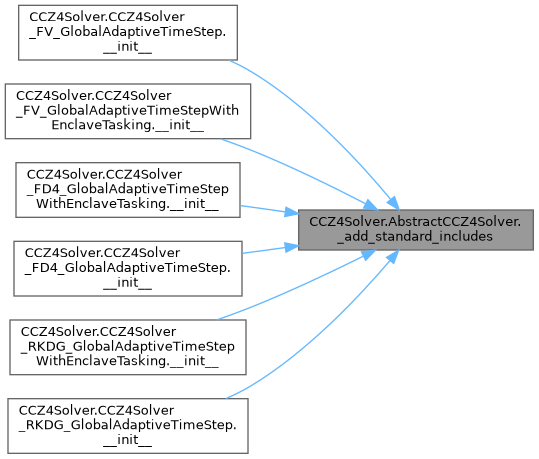 CCZ4Solver.CCZ4Solver
_FV_GlobalAdaptiveTimeStep.
__init__
CCZ4Solver.CCZ4Solver
_FV_GlobalAdaptiveTimeStepWith
EnclaveTasking.__init__
CCZ4Solver.CCZ4Solver
_FD4_GlobalAdaptiveTimeStep
WithEnclaveTasking.__init__
CCZ4Solver.AbstractCCZ4Solver.
_add_standard_includes
CCZ4Solver.CCZ4Solver
_FD4_GlobalAdaptiveTimeStep.
__init__
CCZ4Solver.CCZ4Solver
_RKDG_GlobalAdaptiveTimeStep
WithEnclaveTasking.__init__
CCZ4Solver.CCZ4Solver
_RKDG_GlobalAdaptiveTimeStep.
__init__